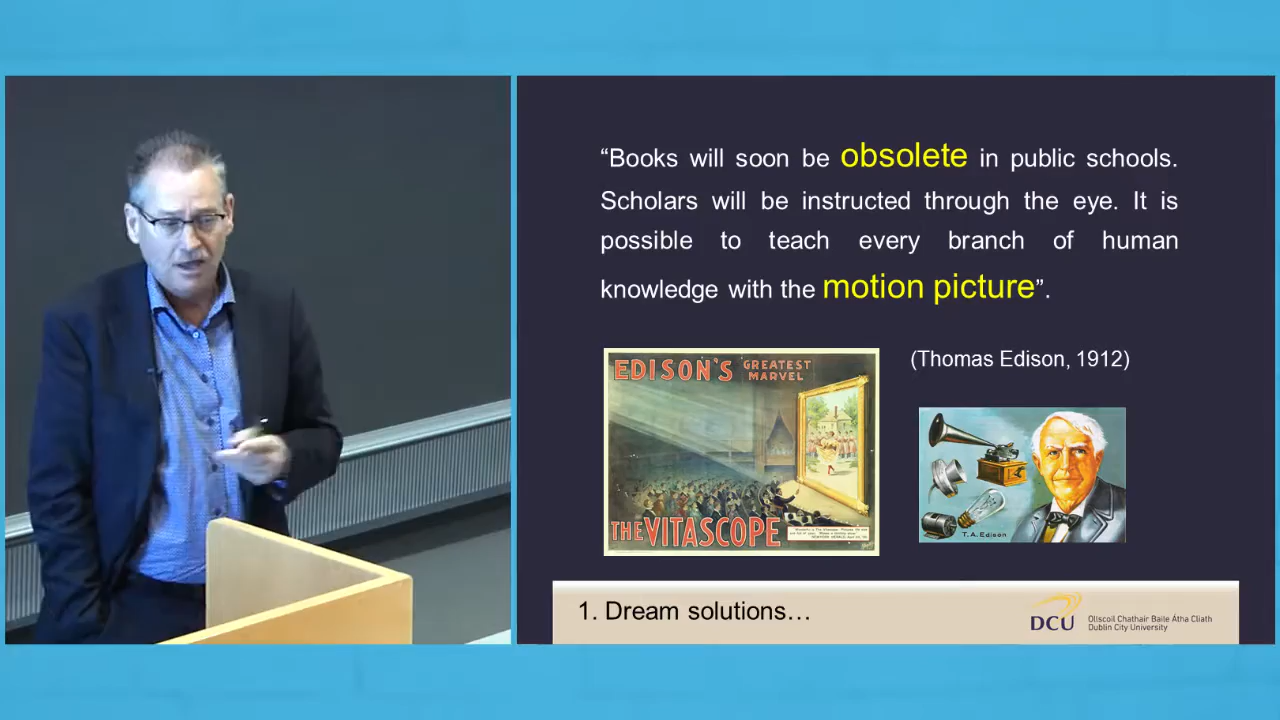 “Books will soon be obsolete in public schools.
Scholars will be instructed through the eye. It is
possible to teach every branch of human
knowledge with the motion picture”.
(Thomas Edison, 1912)
EDISON'S GREATEST
MARVEL
THE VITASCOPE
T.A.Edison
1. Dream solutions…
DCU
Ollscoil Chathair Baile Átha Cliath
Dublin City University